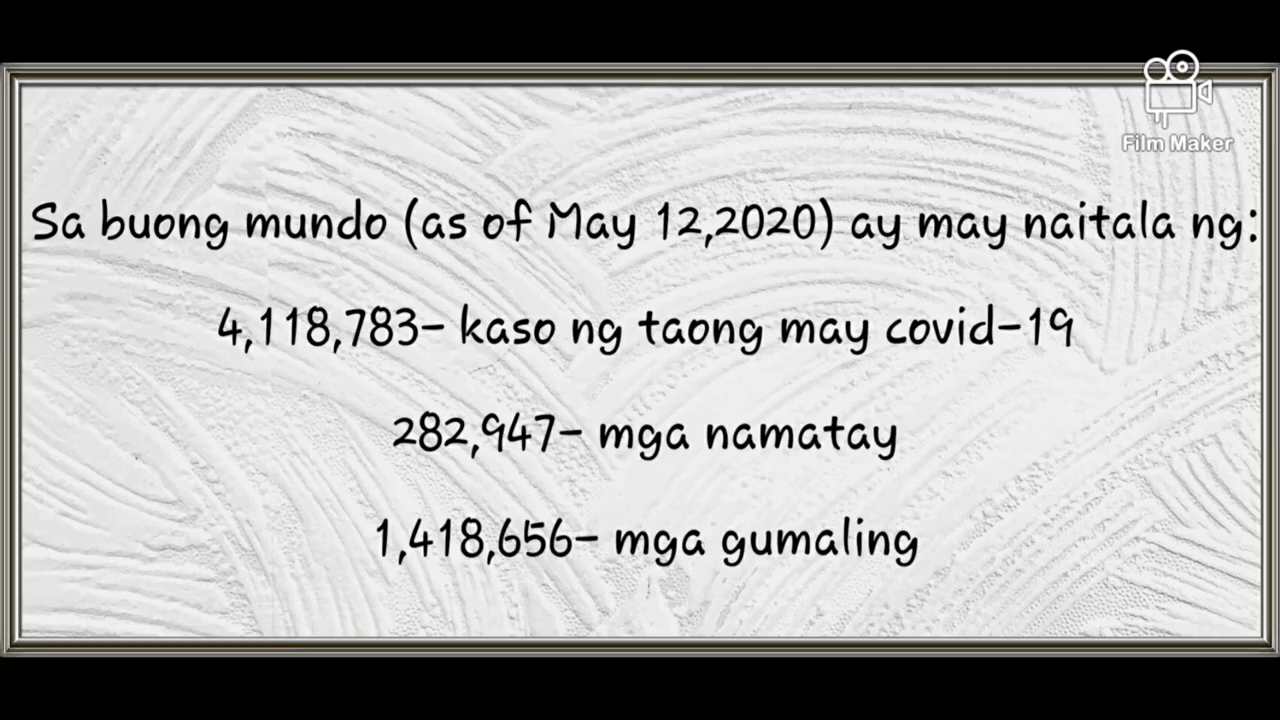 Film Maker
Sa buong mundo (as of May 12,2020) ay may naitala ng:
4,118,783- kaso ng taong may covid-19
282,947- mga namatay
1,418,656- mga gumaling